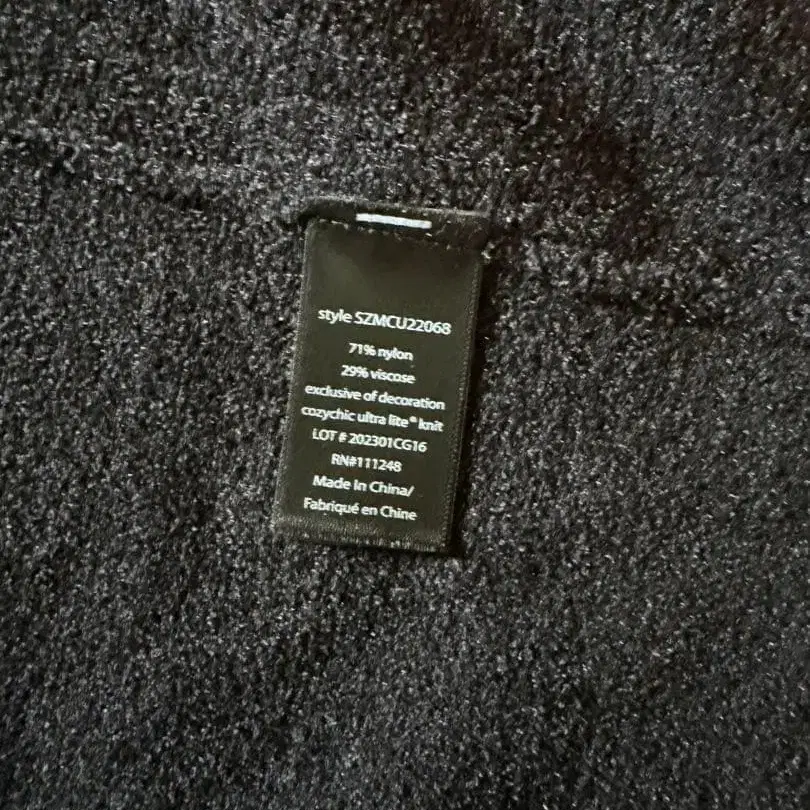 style SZMCU22068
71% nylon
29% viscose
exclusive of decoration
cozychic ultra lite® knit
LOT # 202301CG16
RN#111248
Made In China/
Fabriqué en Chine